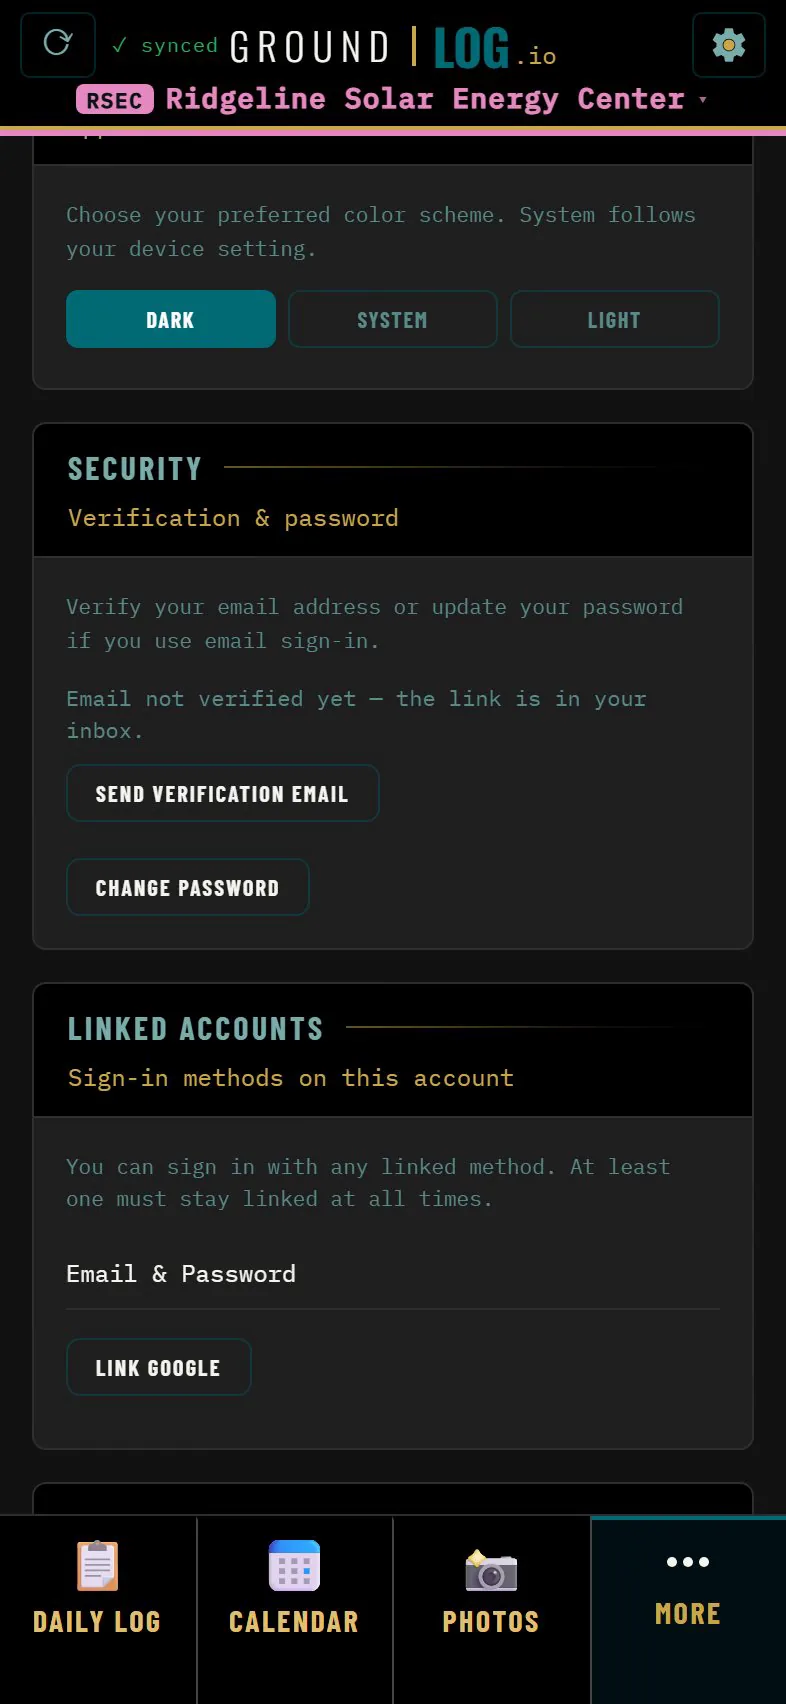 ✓ synced GROUND | LOG.io
RSEC Ridgeline Solar Energy Center ▾
Choose your preferred color scheme. System follows
your device setting.
DARK SYSTEM LIGHT
SECURITY
Verification & password
Verify your email address or update your password
if you use email sign-in.
Email not verified yet — the link is in your
inbox.
SEND VERIFICATION EMAIL
CHANGE PASSWORD
LINKED ACCOUNTS
Sign-in methods on this account
You can sign in with any linked method. At least
one must stay linked at all times.
Email & Password
LINK GOOGLE
DAILY LOG CALENDAR PHOTOS MORE